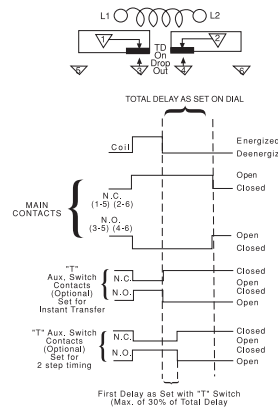 L1 L2
1 2
TD
On
Drop
Out
5 3 4 6
TOTAL DELAY AS SET ON DIAL
Coil
Energized
Deenergiz
MAIN
CONTACTS
N.C.
(1-5) (2-6)
Open
Closed
N.O.
(3-5) (4-6)
Open
Closed
"T"
Aux. Switch
Contacts
(Optional)
Set for
Instant Transfer
N.C.
N.O.
Closed
Open
Closed
Open
"T" Aux. Switch
Contacts
(Optional)
Set for
2 step timing
N.C.
N.O.
Closed
Open
Closed
Open
First Delay as Set with "T" Switch
(Max. of 30% of Total Delay